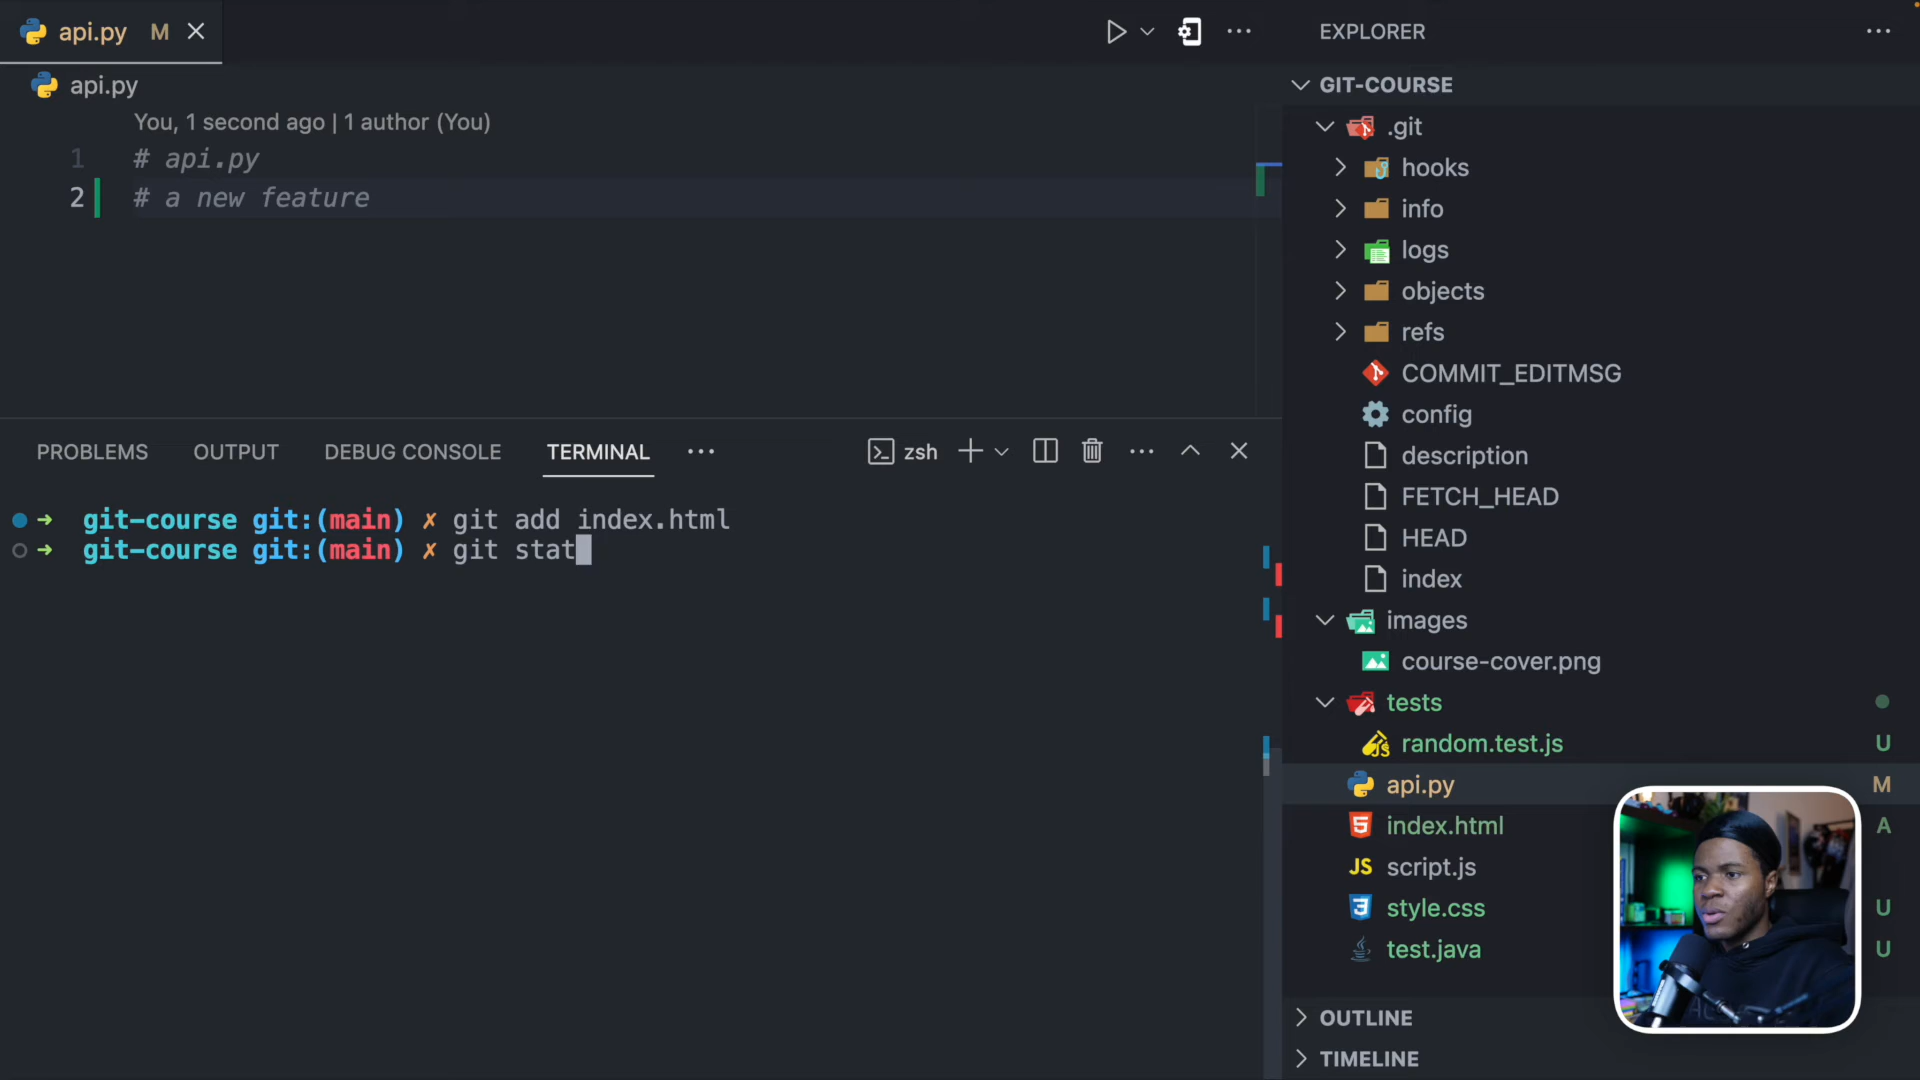 api.py M
api.py
You, 1 second ago | 1 author (You)
1 # api.py
2 # a new feature
PROBLEMS OUTPUT DEBUG CONSOLE TERMINAL
zsh
git-course git:(main) ✗ git add index.html
git-course git:(main) ✗ git stat
EXPLORER
GIT-COURSE
.git
hooks
info
logs
objects
refs
COMMIT_EDITMSG
config
description
FETCH_HEAD
HEAD
index
images
course-cover.png
tests
random.test.js U
api.py M
index.html A
JS script.js
style.css U
test.java U
OUTLINE
TIMELINE